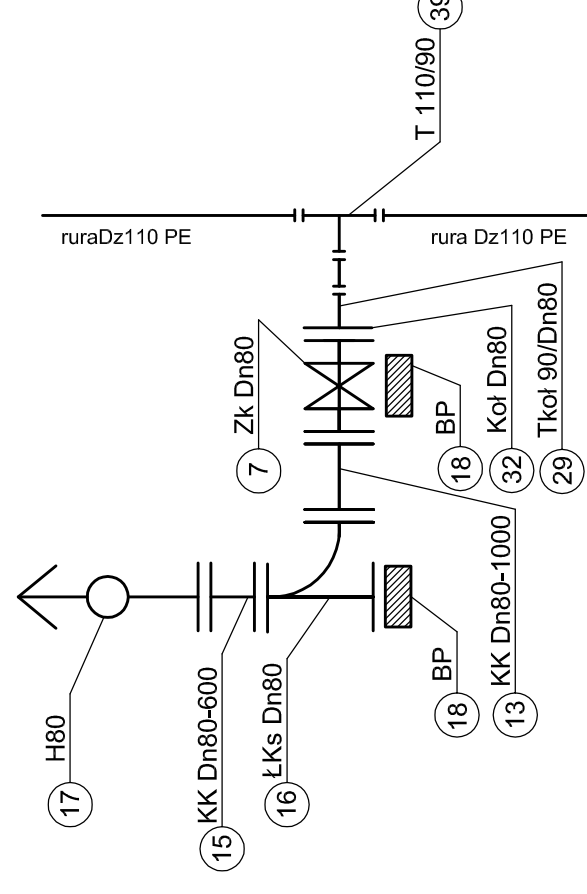 39
T 110/90
ruraDz110 PE
rura Dz110 PE
Zk Dn80
7
BP
18
Koł Dn80
32
Tkoł 90/Dn80
29
KK Dn80-1000
13
BP
18
H80
17
KK Dn80-600
15
ŁKs Dn80
16